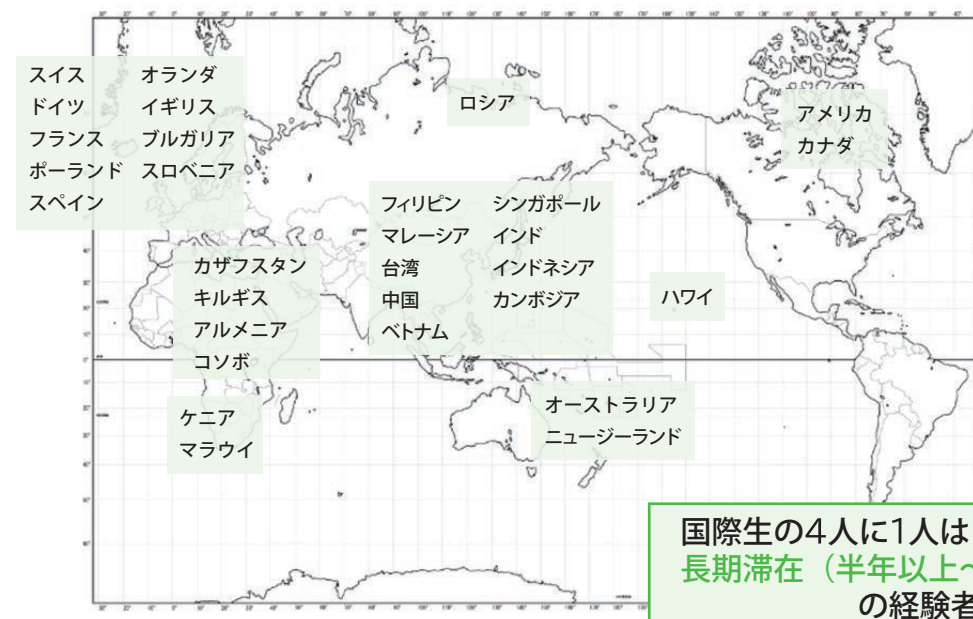 スイス オランダ
ドイツ イギリス
フランス ブルガリア
ポーランド スロベニア
スペイン
ロシア
アメリカ
カナダ
フィリピン シンガポール
マレーシア インド
台湾 インドネシア
中国 カンボジア
ベトナム
カザフスタン
キルギス
アルメニア
コソボ
ハワイ
ケニア
マラウイ
オーストラリア
ニュージーランド
国際生の4人に1人は
長期滞在（半年以上~
の経験者